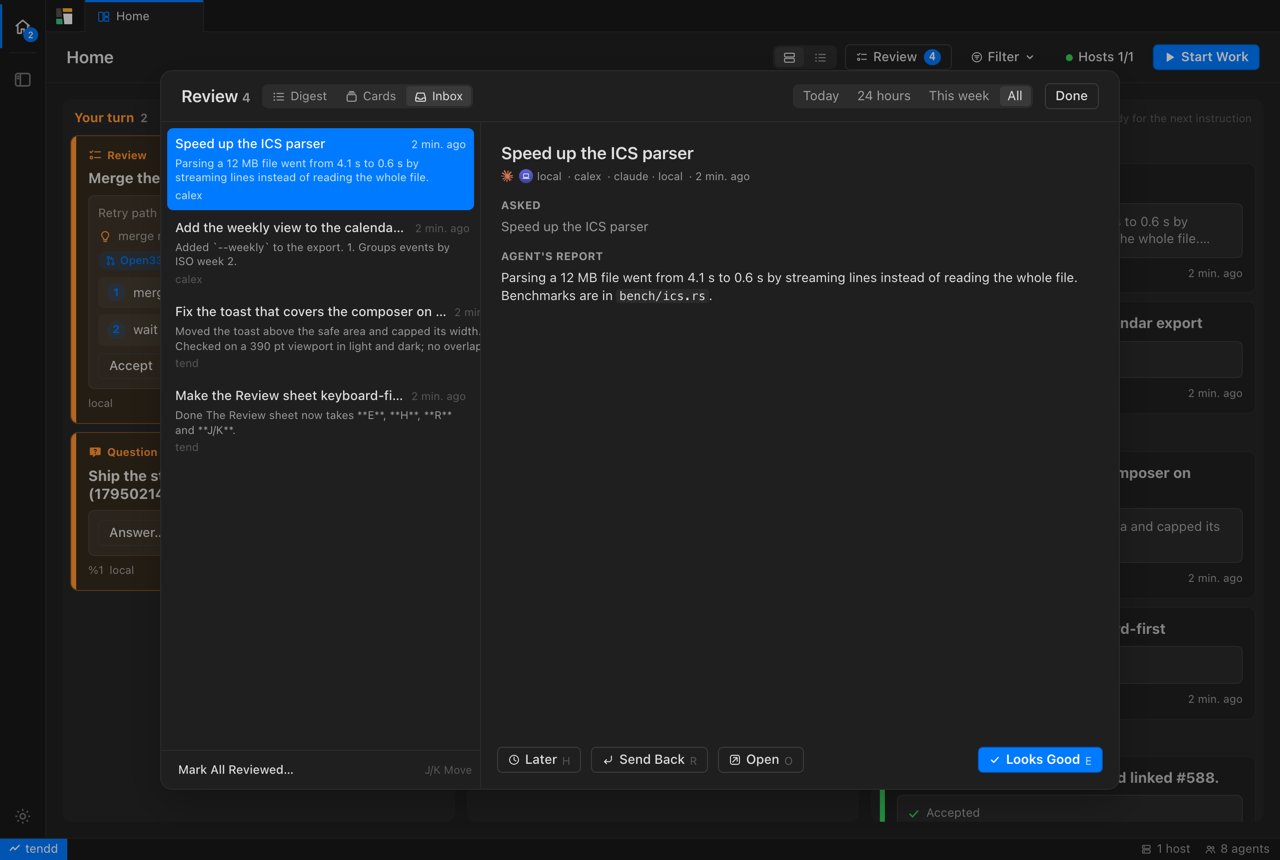 Home
2
Home
Review 4
Filter
Hosts 1/1
Start Work
Your turn 2
Review
Merge the
Retry path
merge
Open
1 merg
2 wait
Accept
local
Question
Ship the
(17950214
Answer...
%1 local
Review 4
Digest
Cards
Inbox
Today
24 hours
This week
All
Done
Speed up the ICS parser 2 min. ago
Parsing a 12 MB file went from 4.1 s to 0.6 s by
streaming lines instead of reading the whole file.
calex
Add the weekly view to the calenda... 2 min. ago
Added `--weekly` to the export. 1. Groups events by
ISO week 2.
calex
Fix the toast that covers the composer on ... 2 min
Moved the toast above the safe area and capped its width.
Checked on a 390 pt viewport in light and dark; no overlap
tend
Make the Review sheet keyboard-fi... 2 min. ago
Done The Review sheet now takes **E**, **H**, **R**
and **J/K**.
tend
Mark All Reviewed...
J/K Move
Speed up the ICS parser
local · calex · claude · local · 2 min. ago
ASKED
Speed up the ICS parser
AGENT'S REPORT
Parsing a 12 MB file went from 4.1 s to 0.6 s by streaming lines instead of reading the whole file.
Benchmarks are in bench/ics.rs.
Later H
Send Back R
Open O
Looks Good E
for the next instruction
to 0.6 s by
he whole file....
2 min. ago
ndar export
2 min. ago
mposer on
a and capped its
2 min. ago
d-first
2 min. ago
d linked #588.
Accepted
tendd
1 host
8 agents